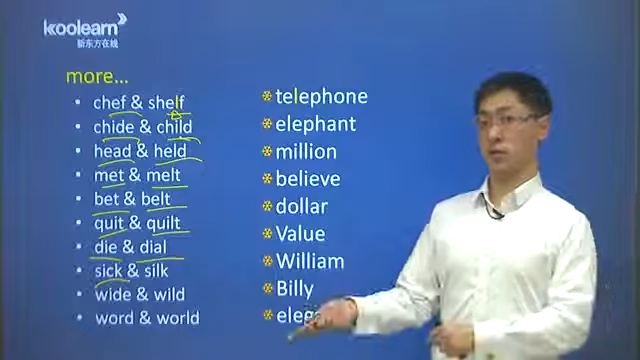 koolearn
新东方在线
more...
• chef & shelf
• chide & child
• head & held
• met & melt
• bet & belt
• quit & quilt
• die & dial
• sick & silk
• wide & wild
• word & world
telephone
elephant
million
believe
dollar
Value
William
Billy